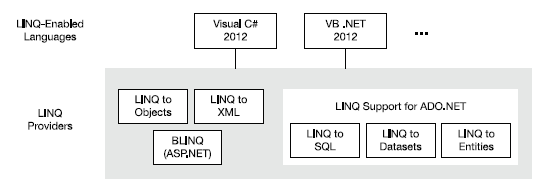 LINQ-Enabled
Languages
Visual C#
2012
VB .NET
2012
...
LINQ
Providers
LINQ to
Objects
LINQ to
XML
BLINQ
(ASP.NET)
LINQ Support for ADO.NET
LINQ to
SQL
LINQ to
Datasets
LINQ to
Entities